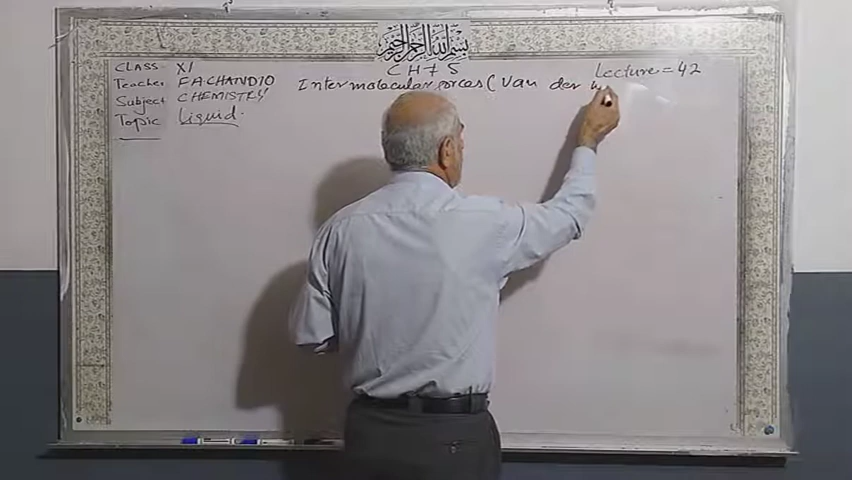 بسم الله الرحمن الرحيم
CLASS XI
Teacher F.A.CHANDIO
Subject CHEMISTRY
Topic Liquid.
CH # 5
Lecture = 42
Intermolecular forces ( Van der w